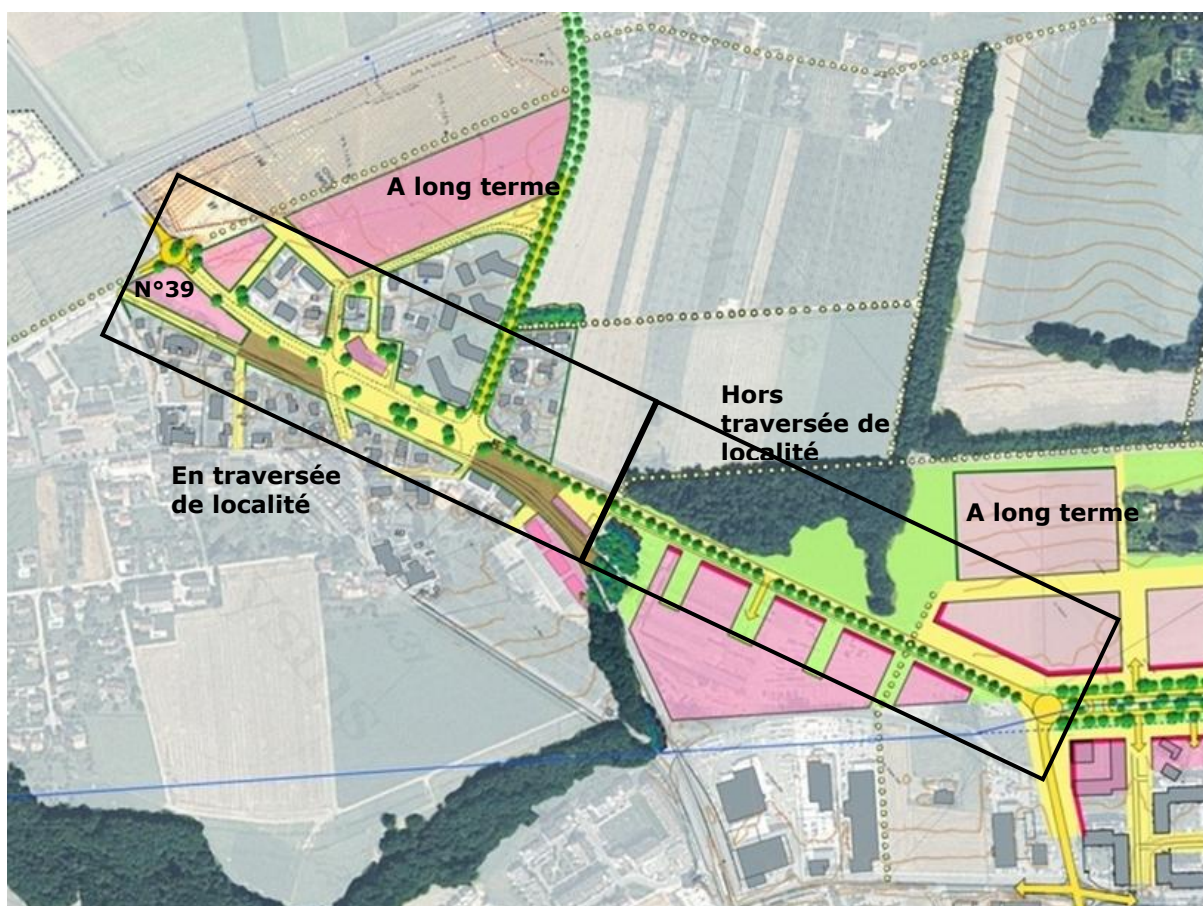 A long terme
N°39
Hors
traversée de
localité
En traversée
de localité
A long terme